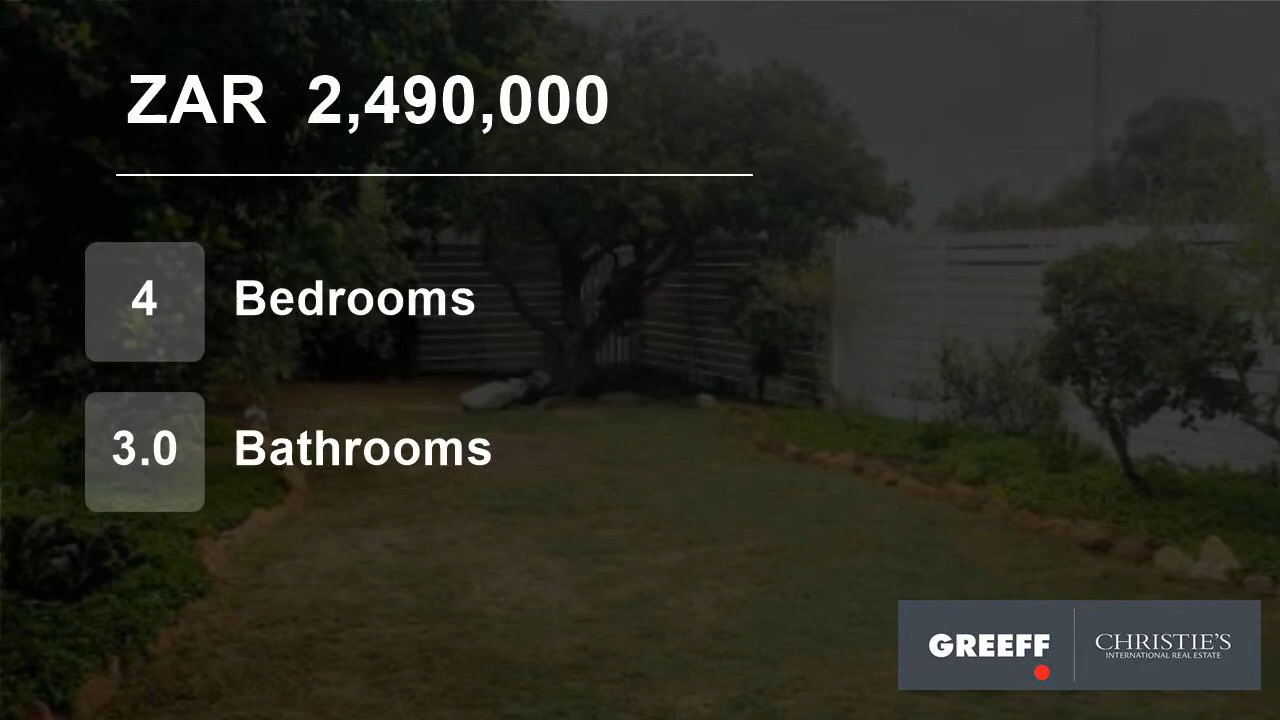 ZAR 2,490,000
4 Bedrooms
3.0 Bathrooms
GREEFF
CHRISTIE'S
INTERNATIONAL REAL ESTATE